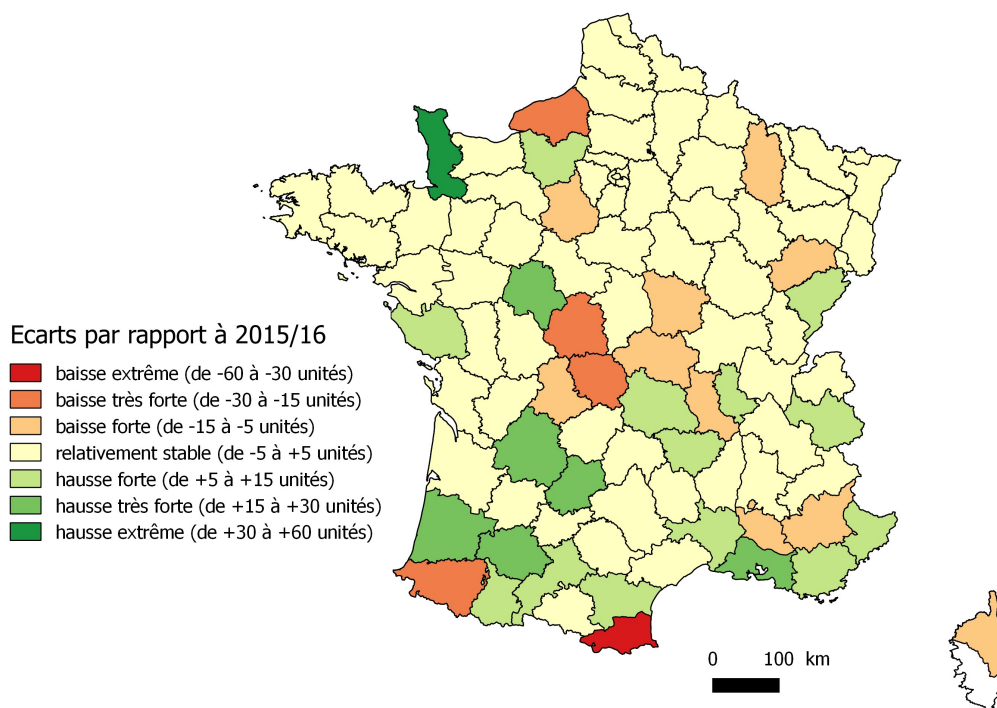 Ecarts par rapport à 2015/16
baisse extrême (de -60 à -30 unités)
baisse très forte (de -30 à -15 unités)
baisse forte (de -15 à -5 unités)
relativement stable (de -5 à +5 unités)
hausse forte (de +5 à +15 unités)
hausse très forte (de +15 à +30 unités)
hausse extrême (de +30 à +60 unités)
0 100 km